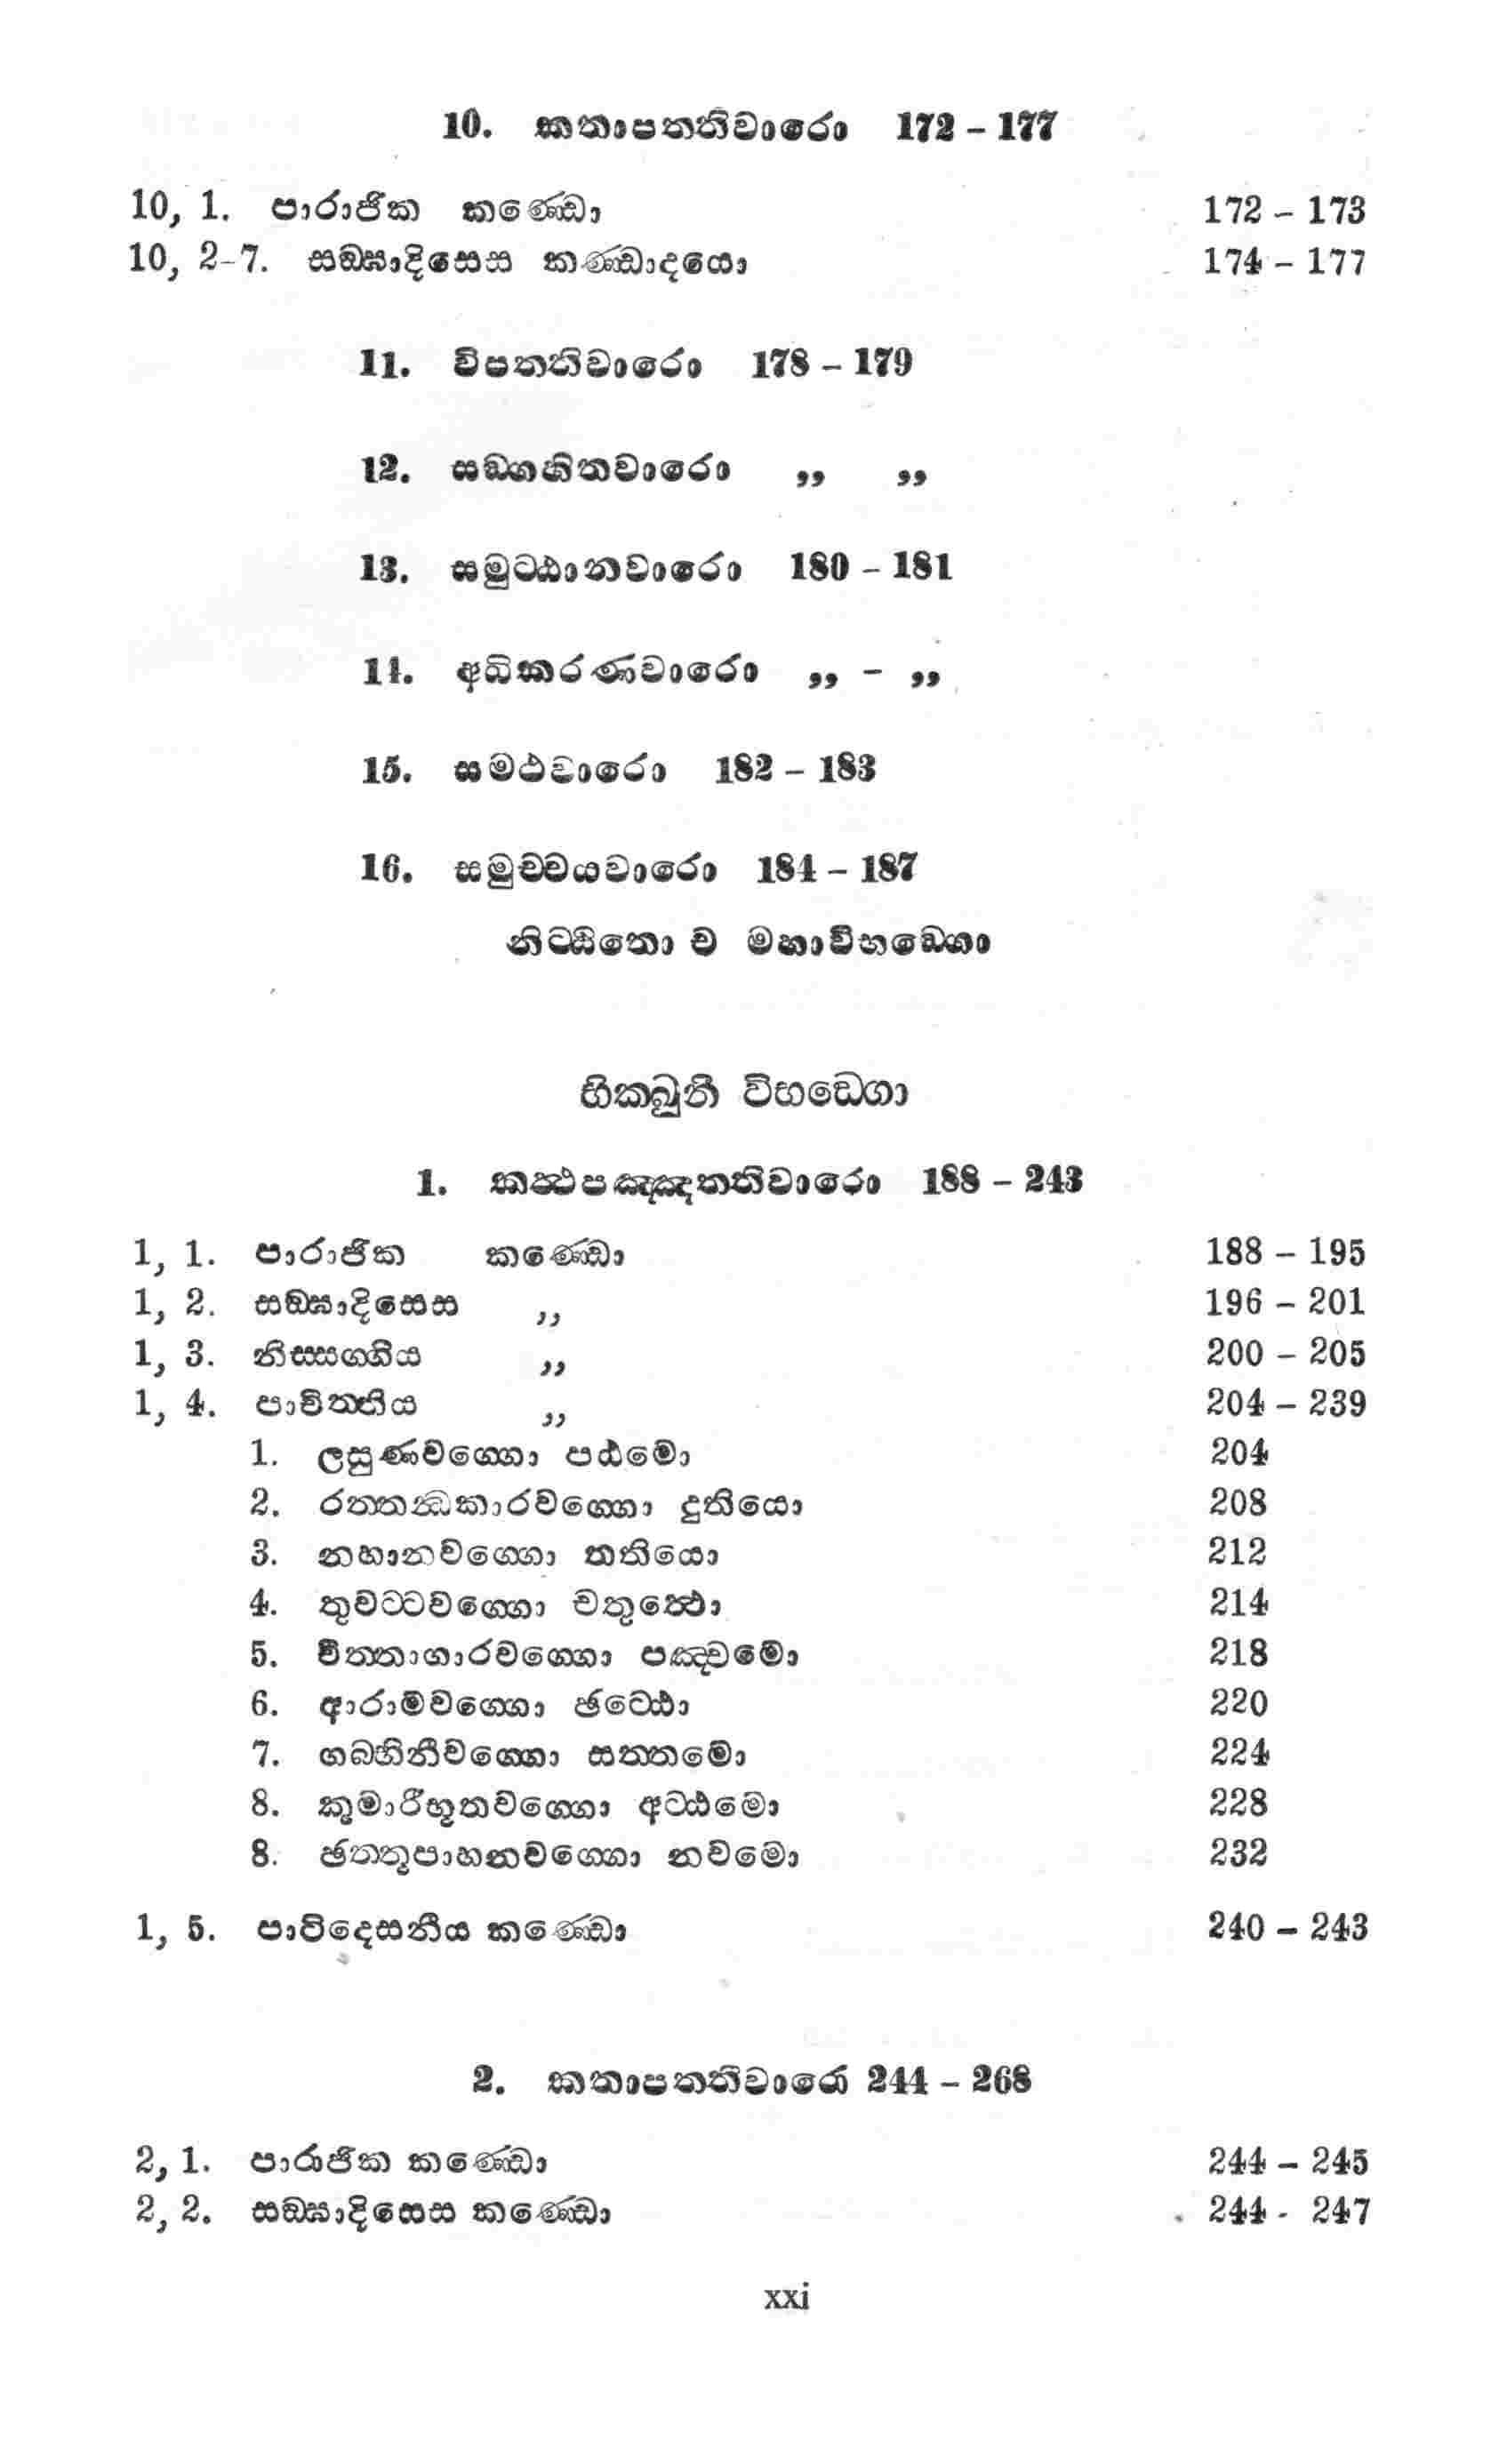 10. කතාපත්තිවාරො 172 – 177
10, 1. පාරාජික කණ්ඩො 172 – 173
10, 2-7. සඞ්ඝාදිසෙස කණ්ඩාදයො 174 – 177
11. විපත්තිවාරො 178 – 179
12. සඞ්ගහිතවාරො ,, ,,
13. සමුට්ඨානවාරො 180 – 181
14. අධිකරණවාරො ,, – ,,
15. සමථවාරො 182 – 183
16. සමුච්චයවාරො 184 – 187
නිට්ඨිතො ච මහාවිභඞ්ගො
භික්ඛුනී විභඞ්ගො
1. කත්ථපඤ්ඤත්තිවාරො 188 – 243
1, 1. පාරාජික කණ්ඩො 188 – 195
1, 2. සඞ්ඝාදිසෙස ,, 196 – 201
1, 3. නිස්සග්ගිය ,, 200 – 205
1, 4. පාචිත්තිය ,, 204 – 239
1. ලසුණවග්ගො පඨමො 204
2. රත්තන්ධකාරවග්ගො දුතියො 208
3. නහානවග්ගො තතියො 212
4. තුවට්ටවග්ගො චතුත්ථො 214
5. චිත්තාගාරවග්ගො පඤ්චමො 218
6. ආරාමවග්ගො ඡට්ඨො 220
7. ගබ්භිනීවග්ගො සත්තමො 224
8. කුමාරීභූතවග්ගො අට්ඨමො 228
8. ඡත්තූපාහනවග්ගො නවමො 232
1, 5. පාටිදෙසනීය කණ්ඩො 240 – 243
2. කතාපත්තිවාරෙ 244 – 268
2, 1. පාරාජික කණ්ඩො 244 – 245
2, 2. සඞ්ඝාදිසෙස කණ්ඩො 244 - 247
xxi